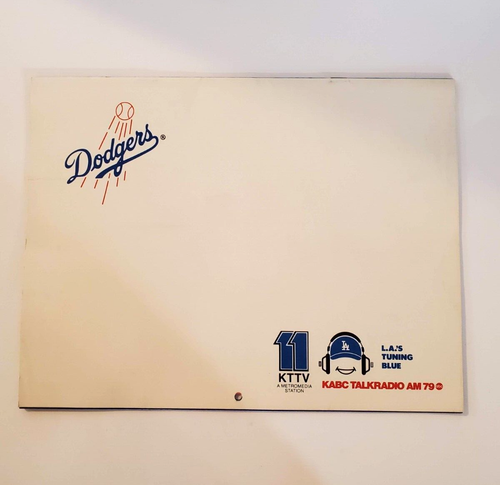 Dodgers®
LA
L.A.'S
TUNING
BLUE
11
KTTV
A METROMEDIA
STATION
KABC TALKRADIO AM 79